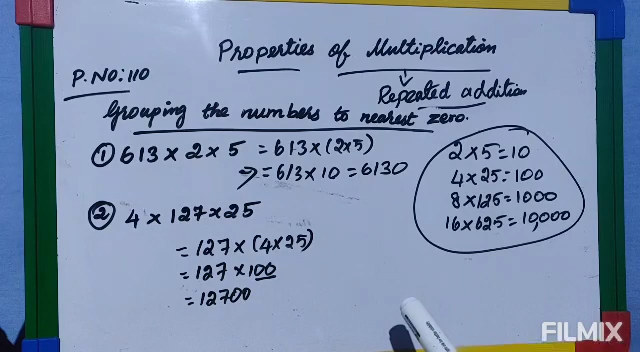 Properties of Multiplication
P.NO:110
Repeated addition
Grouping the numbers to nearest zero.
① 613 × 2 × 5 = 613 × (2×5)
= 613 × 10 = 6130
② 4 × 127 × 25
= 127 × (4×25)
= 127 × 100
= 12700
2 × 5 = 10
4 × 25 = 100
8 × 125 = 1000
16 × 625 = 10,000
FILMIX